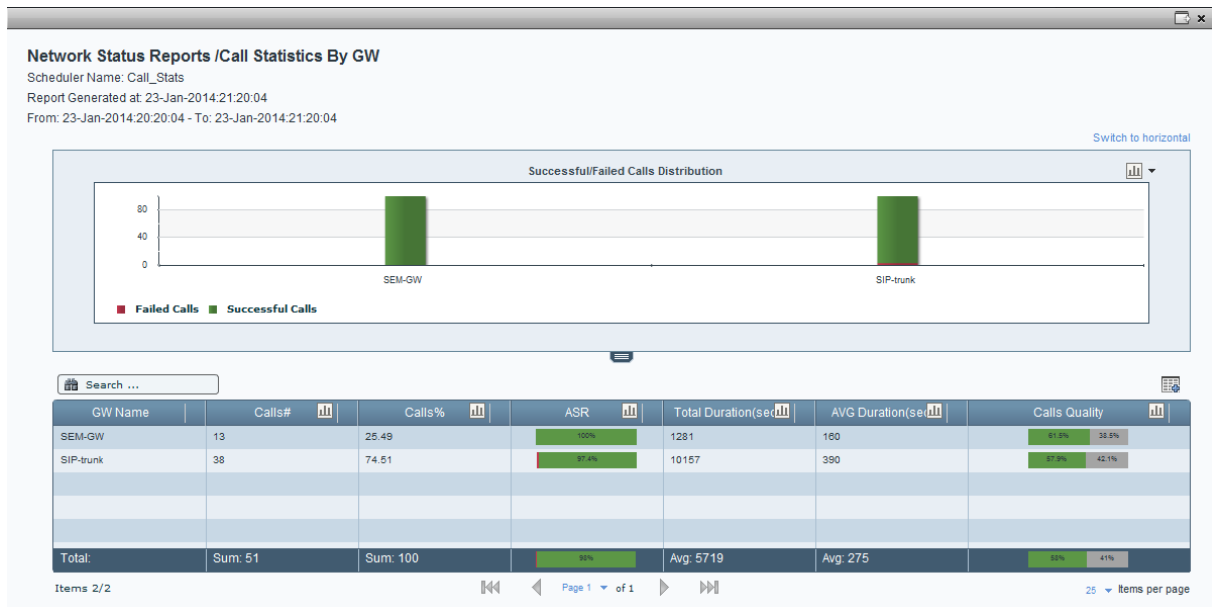 Network Status Reports /Call Statistics By GW
Scheduler Name: Call_Stats
Report Generated at: 23-Jan-2014:21:20:04
From: 23-Jan-2014:20:20:04 - To: 23-Jan-2014:21:20:04
Switch to horizontal
Successful/Failed Calls Distribution
80
40
0
SEM-GW SIP-trunk
Failed Calls Successful Calls
Search ...
GW Name Calls# Calls% ASR Total Duration(sec AVG Duration(sec Calls Quality
SEM-GW 13 25.49 100% 1281 160 61.5% 38.5%
SIP-trunk 38 74.51 97.4% 10157 390 57.9% 42.1%
Total: Sum: 51 Sum: 100 98% Avg: 5719 Avg: 275 41%
Items 2/2 Page 1 of 1 25 Items per page